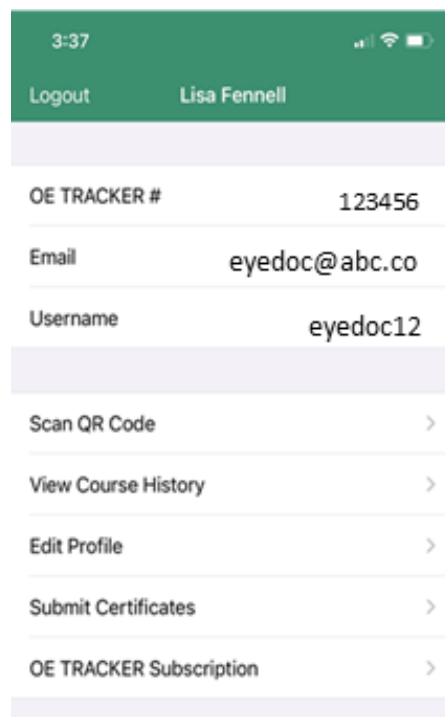 3:37
Logout Lisa Fennell
OE TRACKER # 123456
Email eyedoc@abc.co
Username eyedoc12
Scan QR Code
View Course History
Edit Profile
Submit Certificates
OE TRACKER Subscription